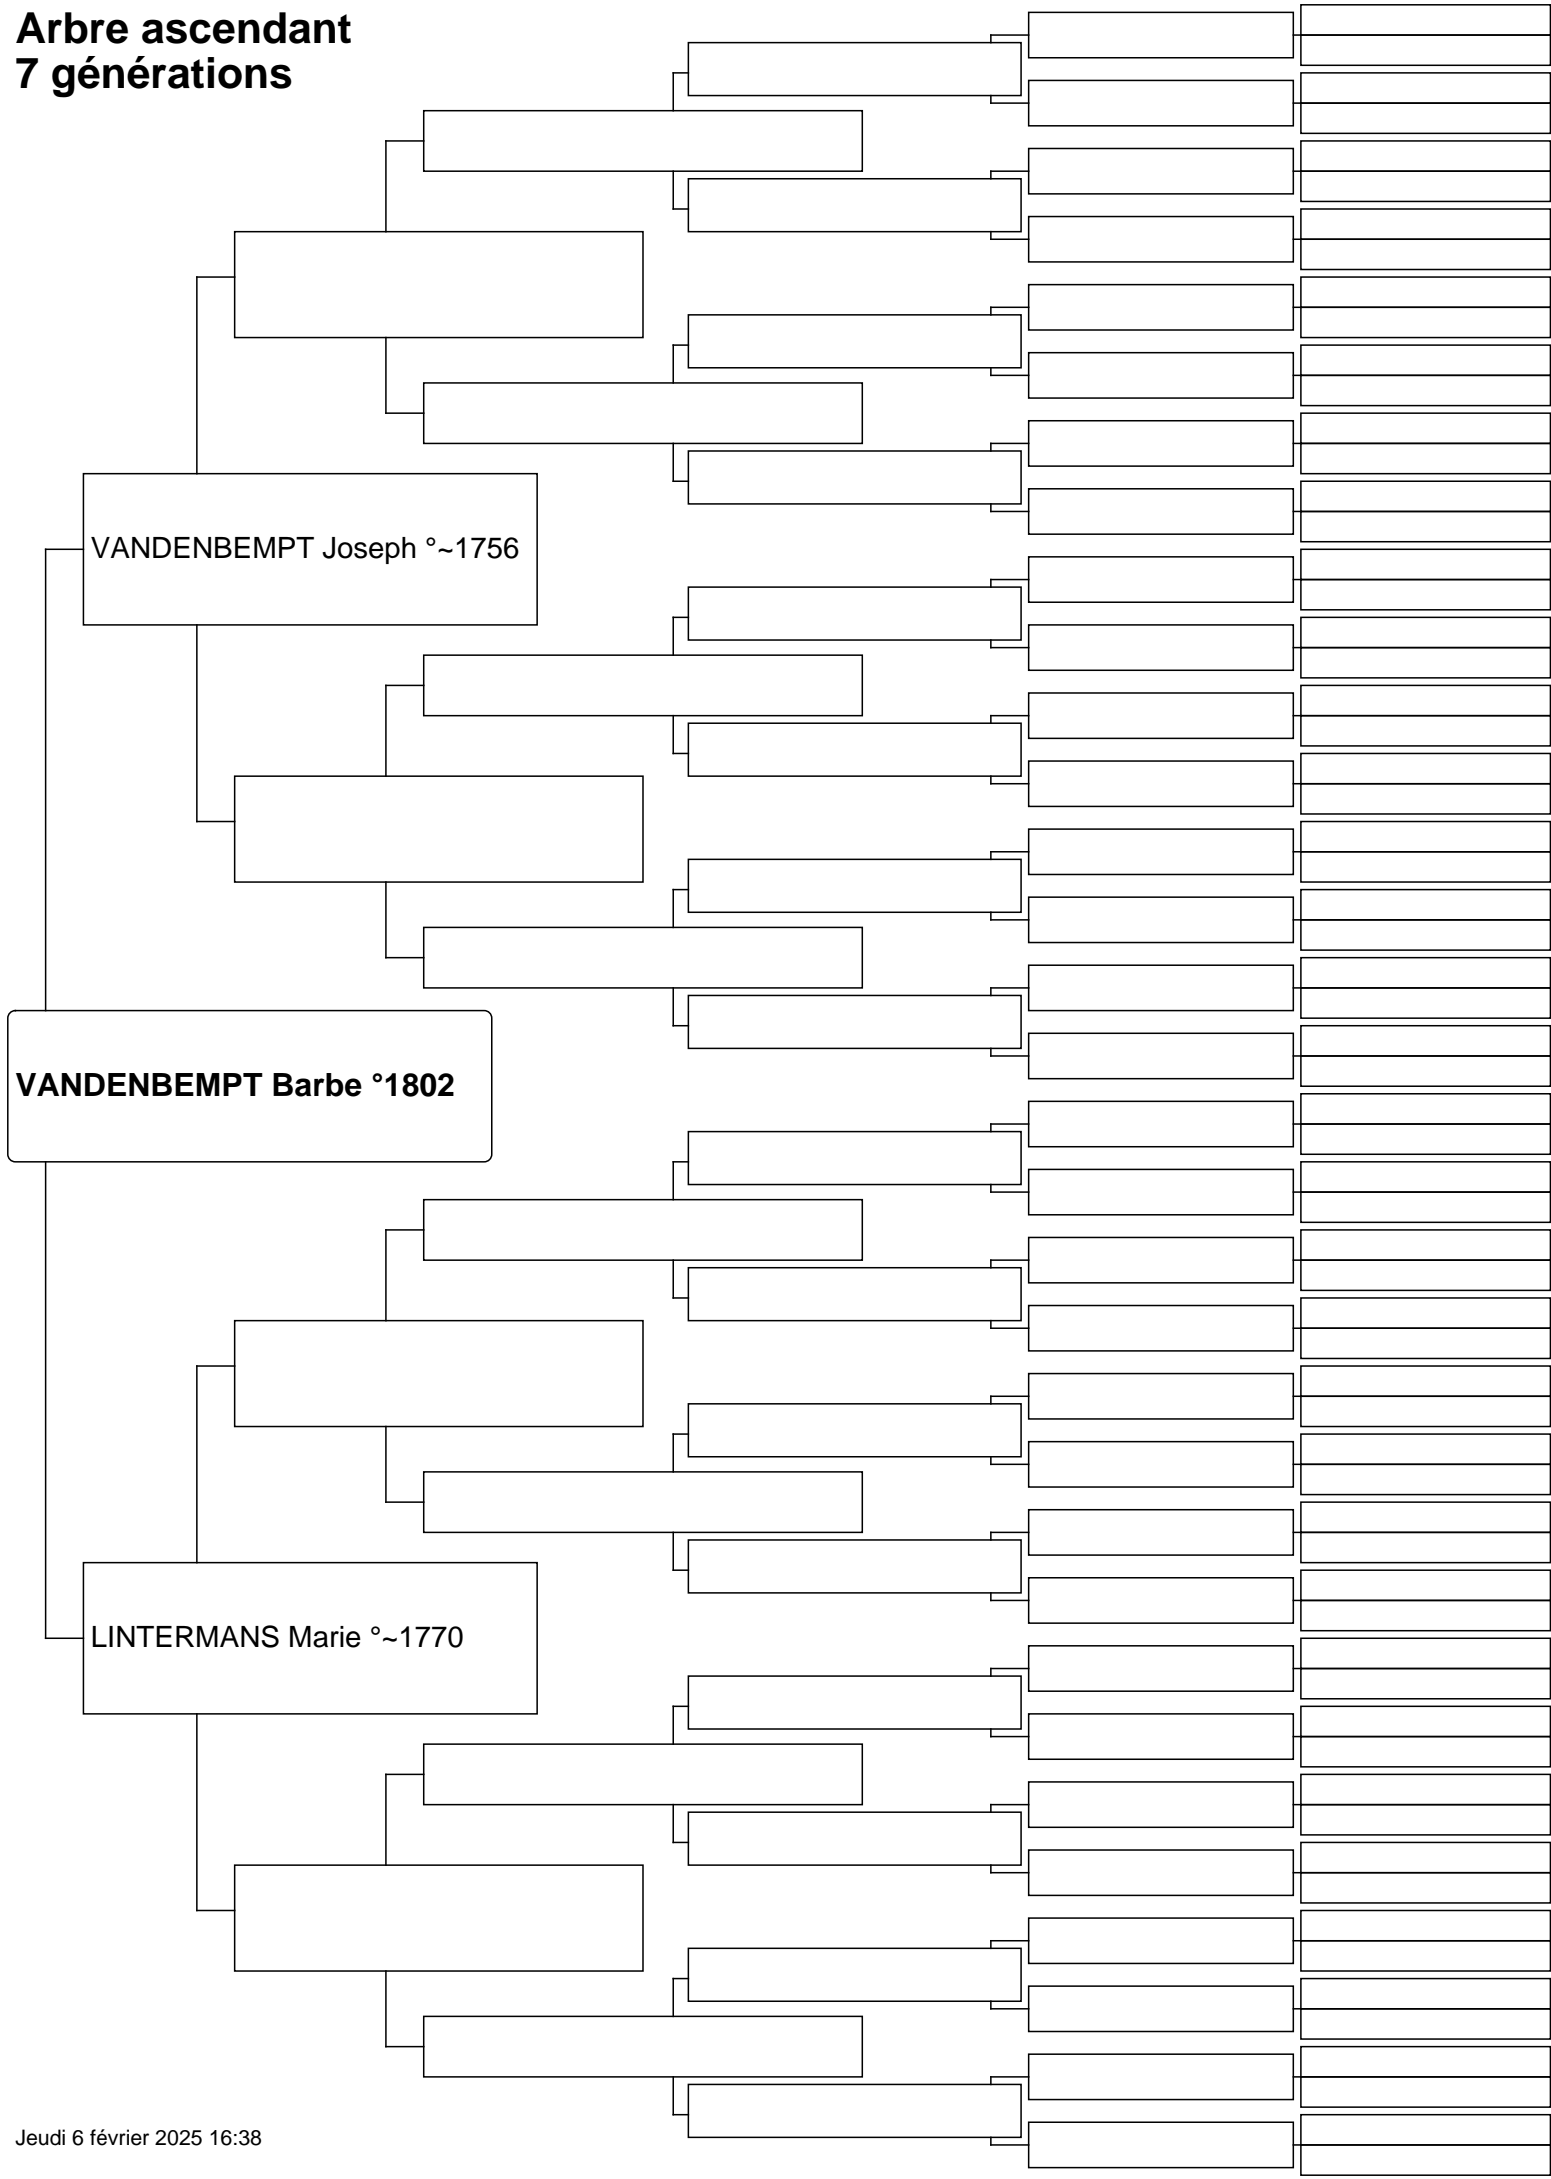 Arbre ascendant
7 générations
VANDENBEMPT Joseph °~1756
VANDENBEMPT Barbe °1802
LINTERMANS Marie °~1770
Jeudi 6 février 2025 16:38